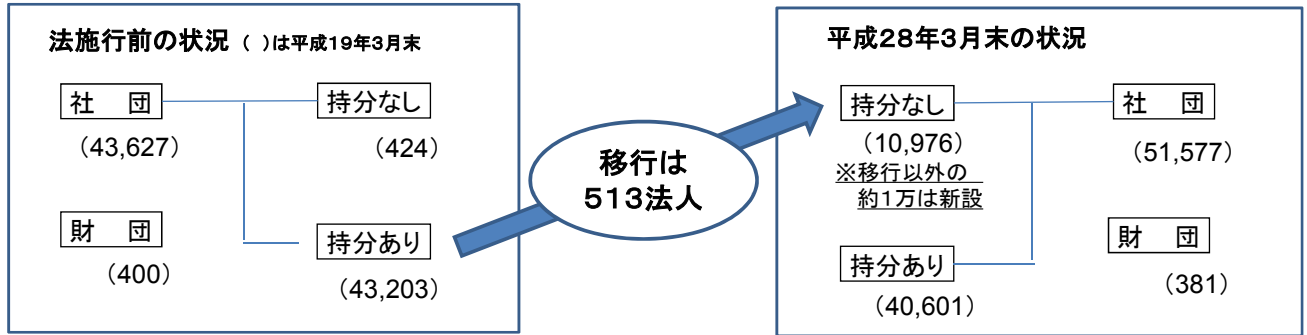 法施行前の状況 ( )は平成19年3月末
社 団
(43,627)
持分なし
(424)
財 団
(400)
持分あり
(43,203)
移行は
513法人
平成28年3月末の状況
持分なし
(10,976)
※移行以外の
約1万は新設
社 団
(51,577)
持分あり
(40,601)
財 団
(381)